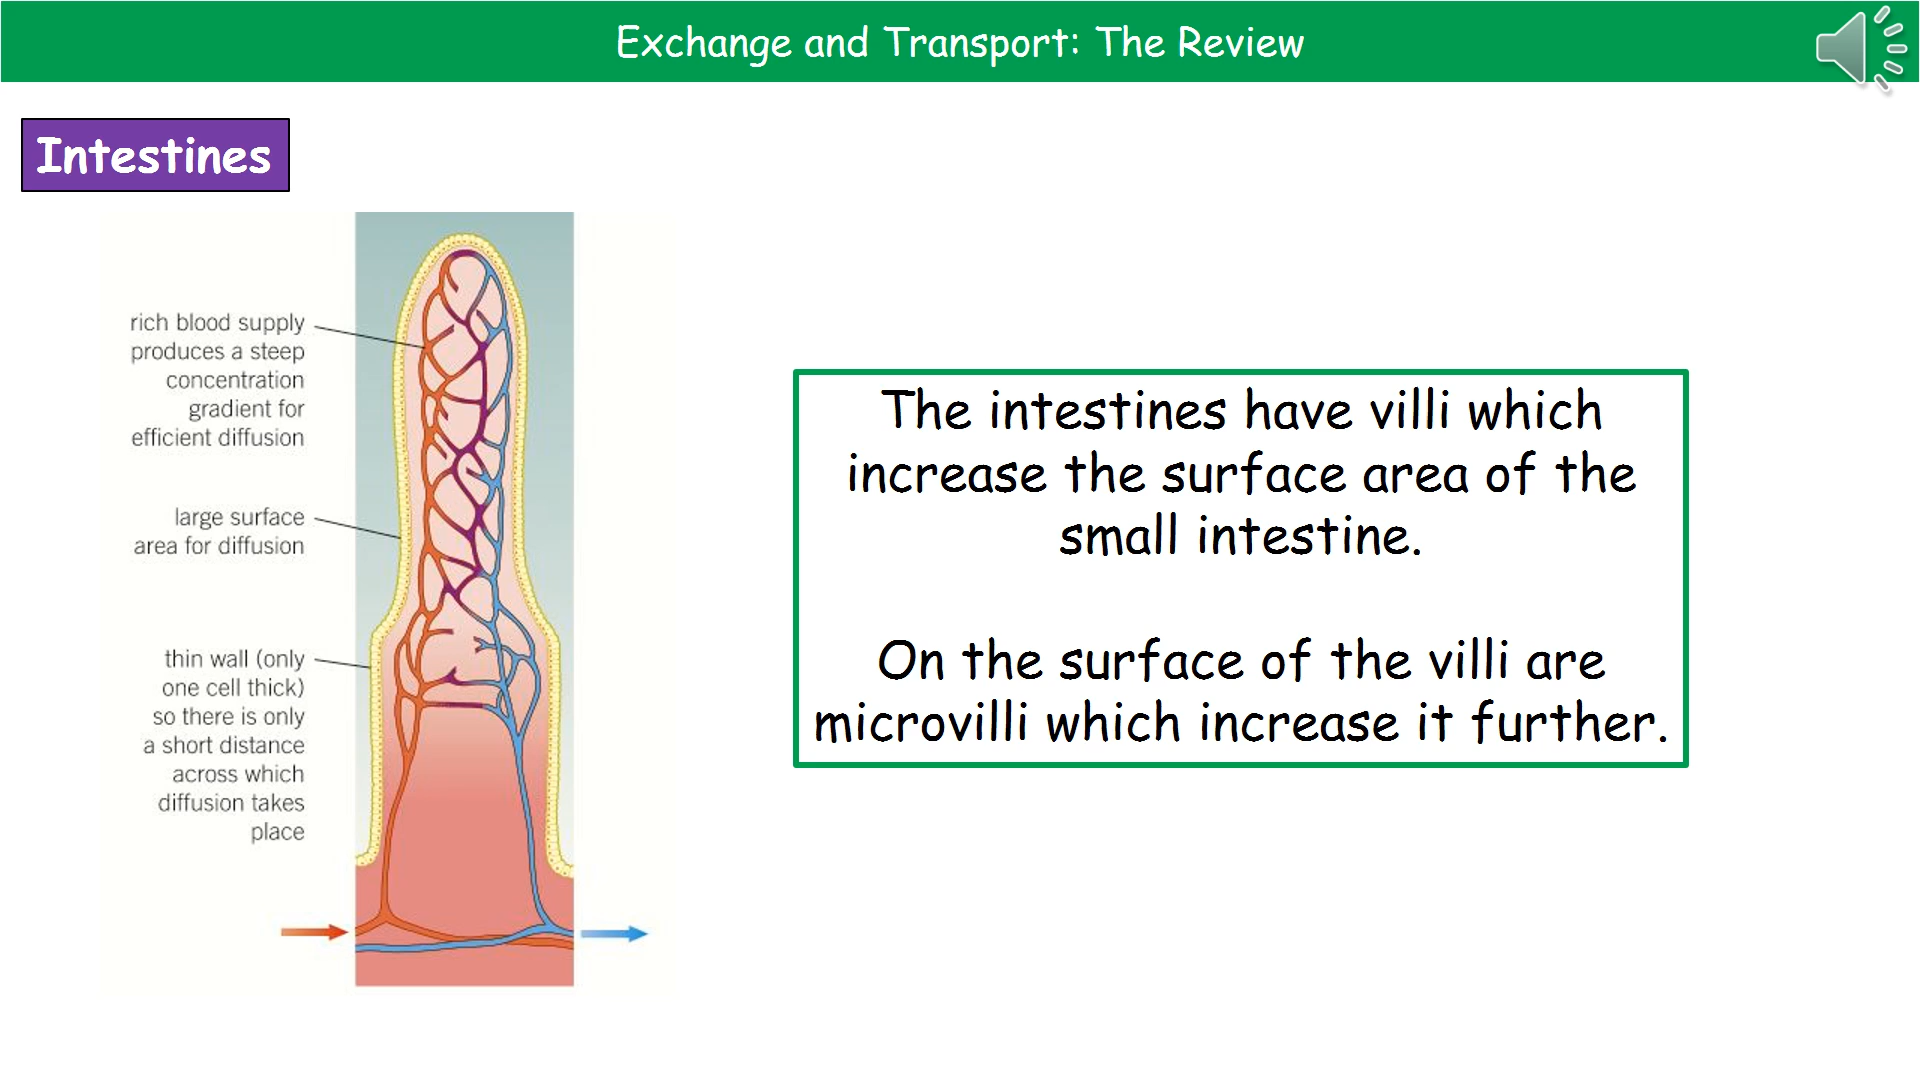 Exchange and Transport: The Review
Intestines
rich blood supply
produces a steep
concentration
gradient for
efficient diffusion
large surface
area for diffusion
thin wall (only
one cell thick)
so there is only
a short distance
across which
diffusion takes
place
The intestines have villi which
increase the surface area of the
small intestine.
On the surface of the villi are
microvilli which increase it further.